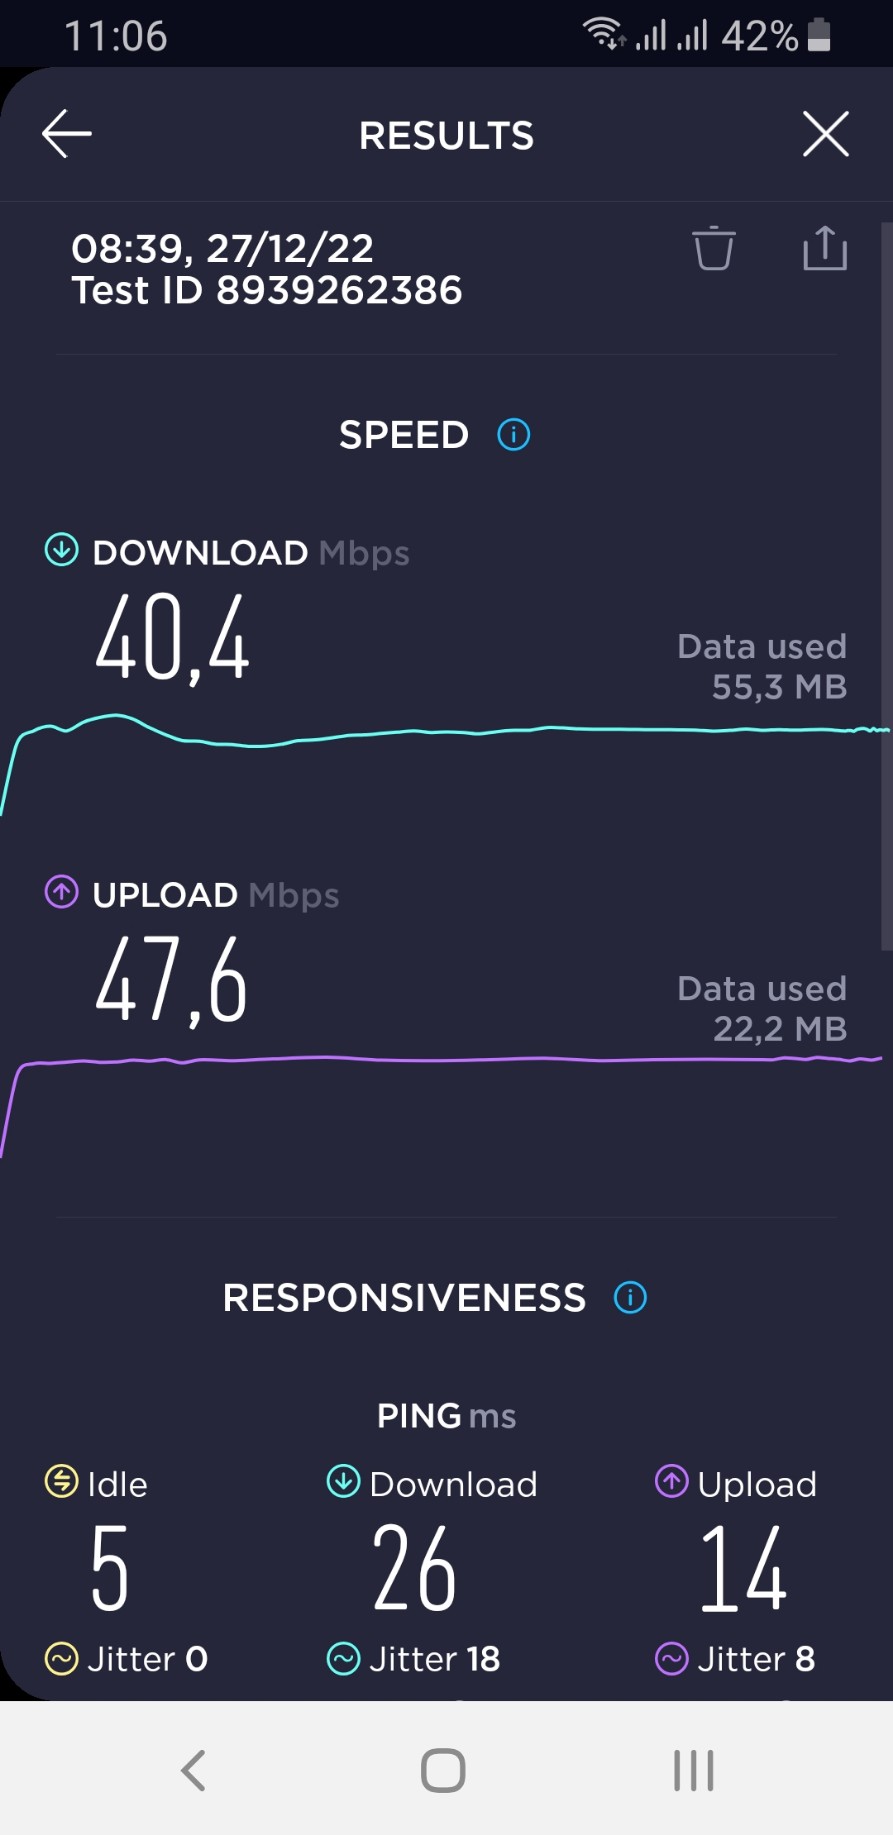 11:06 42%
RESULTS
08:39, 27/12/22
Test ID 8939262386
SPEED
DOWNLOAD Mbps
40,4
Data used
55,3 MB
UPLOAD Mbps
47,6
Data used
22,2 MB
RESPONSIVENESS
PING ms
Idle Download Upload
5 26 14
Jitter 0 Jitter 18 Jitter 8